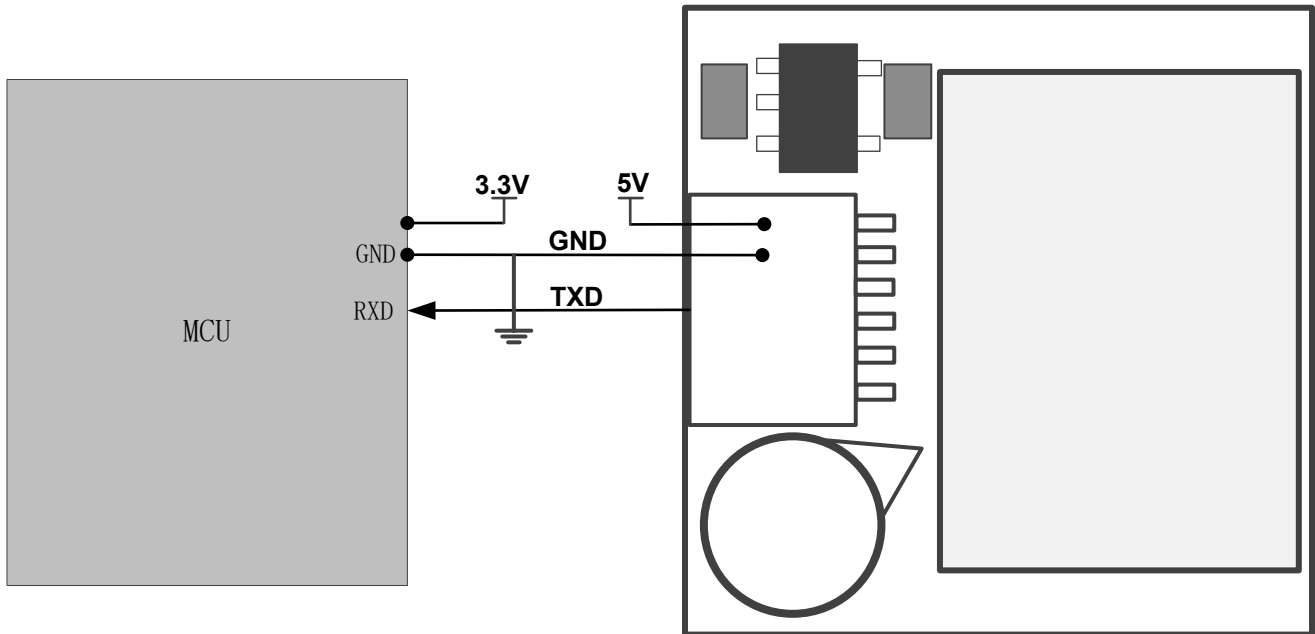 3.3V
5V
GND
GND
TXD
RXD
MCU